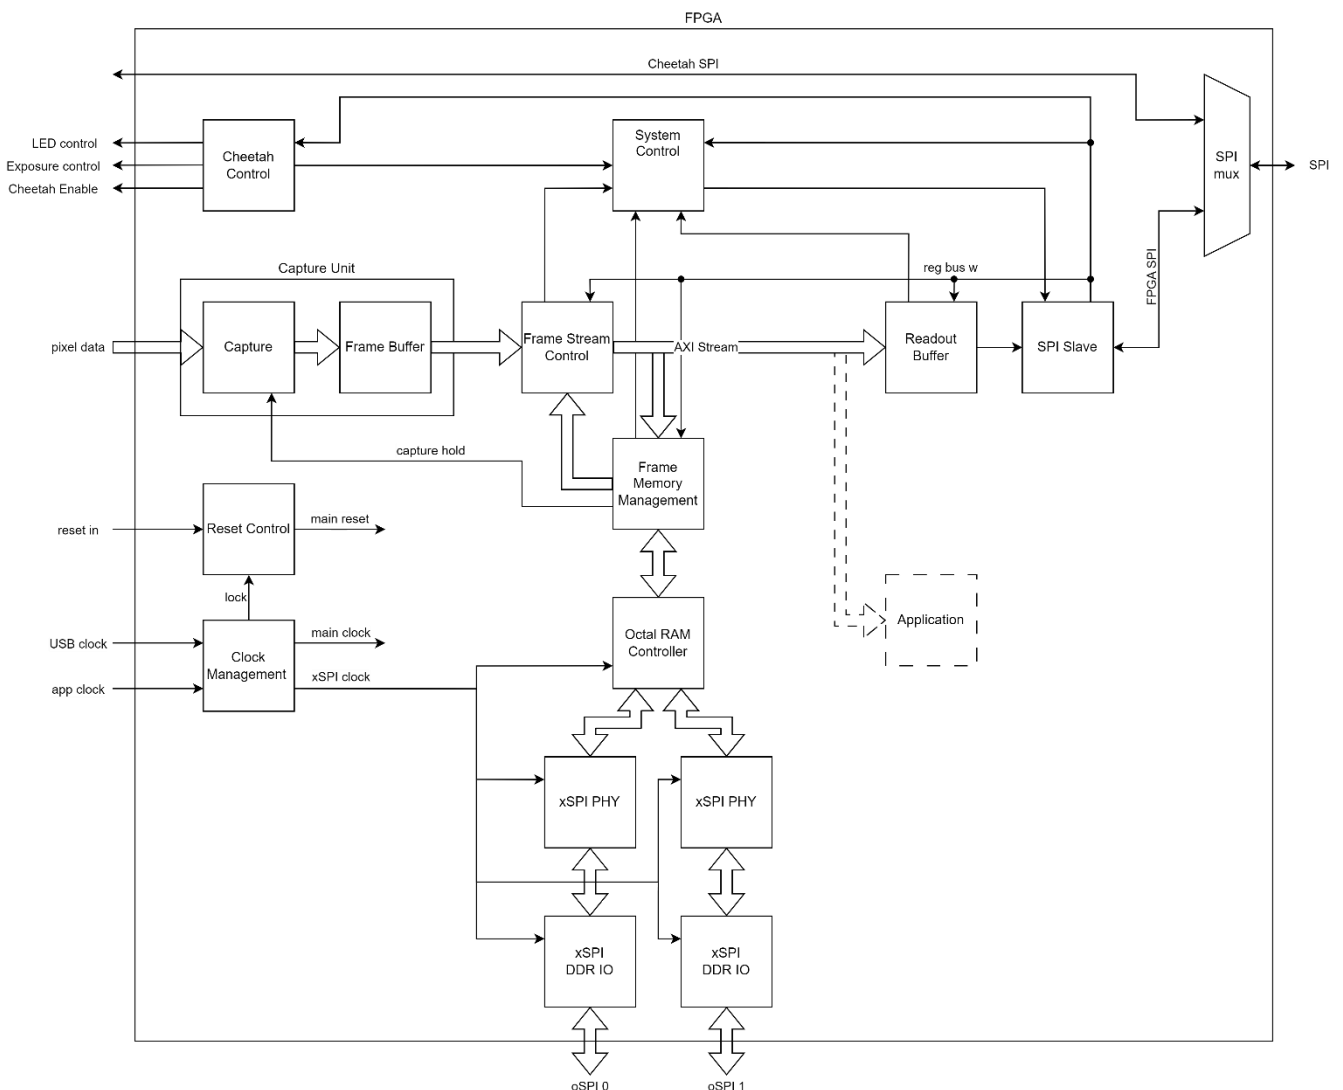 FPGA
Cheetah SPI
LED control
Exposure control
Cheetah Enable
Cheetah
Control
System
Control
SPI
mux
SPI
Capture Unit
reg bus w
FPGA SPI
pixel data
Capture
Frame Buffer
Frame Stream
Control
AXI Stream
Readout
Buffer
SPI Slave
capture hold
Frame
Memory
Management
reset in
Reset Control
main reset
lock
USB clock
app clock
Clock
Management
main clock
xSPI clock
Octal RAM
Controller
Application
xSPI PHY
xSPI PHY
xSPI
DDR IO
xSPI
DDR IO
oSPI 0
oSPI 1